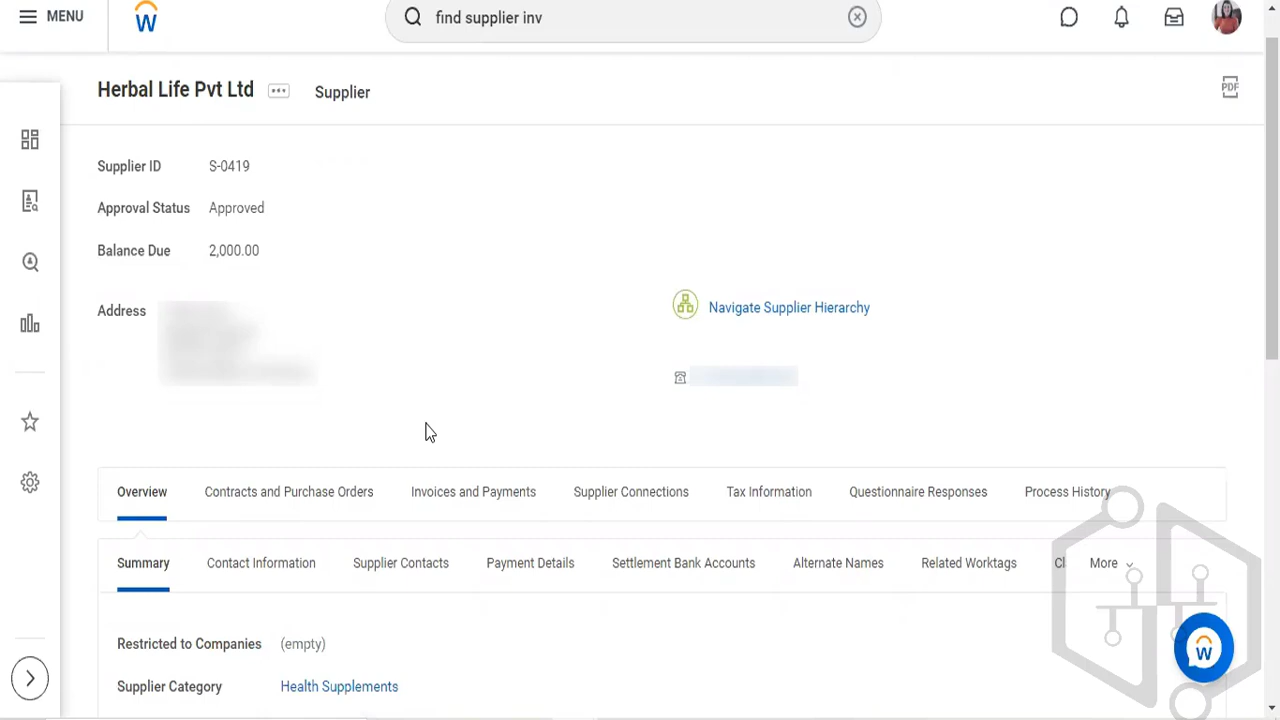 MENU
find supplier inv
Herbal Life Pvt Ltd
Supplier
PDF
Supplier ID S-0419
Approval Status Approved
Balance Due 2,000.00
Address
Navigate Supplier Hierarchy
Overview Contracts and Purchase Orders Invoices and Payments Supplier Connections Tax Information Questionnaire Responses Process History
Summary Contact Information Supplier Contacts Payment Details Settlement Bank Accounts Alternate Names Related Worktags Cl More
Restricted to Companies (empty)
Supplier Category Health Supplements